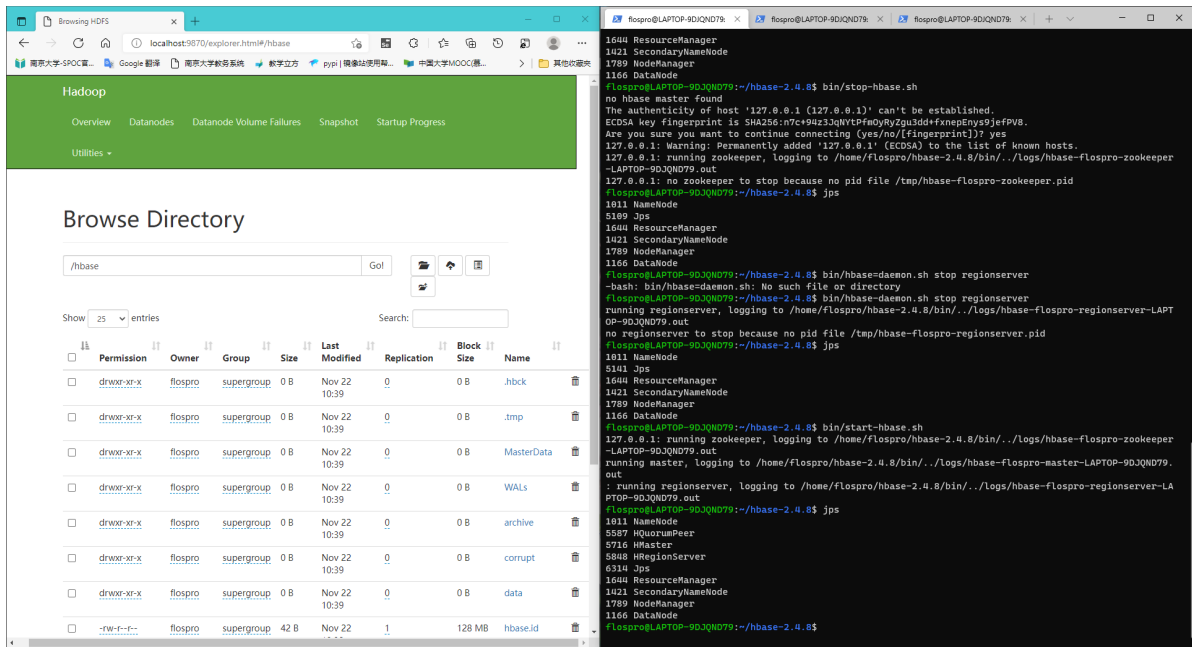 Browsing HDFS
localhost:9870/explorer.html#/hbase
南京大学-SPOC官...
Google 翻译
南京大学教务系统
教学立方
pypi | 镜像站使用帮...
中国大学MOOC(慕...
其他收藏夹
Hadoop
Overview Datanodes Datanode Volume Failures Snapshot Startup Progress
Utilities
Browse Directory
/hbase
Go!
Show 25 entries
Search:
Permission Owner Group Size Last Modified Replication Block Size Name
drwxr-xr-x flospro supergroup 0 B Nov 22 10:39 0 0 B .hbck
drwxr-xr-x flospro supergroup 0 B Nov 22 10:39 0 0 B .tmp
drwxr-xr-x flospro supergroup 0 B Nov 22 10:39 0 0 B MasterData
drwxr-xr-x flospro supergroup 0 B Nov 22 10:39 0 0 B WALs
drwxr-xr-x flospro supergroup 0 B Nov 22 10:39 0 0 B archive
drwxr-xr-x flospro supergroup 0 B Nov 22 10:39 0 0 B corrupt
drwxr-xr-x flospro supergroup 0 B Nov 22 10:39 0 0 B data
-rw-r--r-- flospro supergroup 42 B Nov 22 1 128 MB hbase.id
flospro@LAPTOP-9DJQND79: flospro@LAPTOP-9DJQND79: flospro@LAPTOP-9DJQND79:
1644 ResourceManager
1421 SecondaryNameNode
1789 NodeManager
1166 DataNode
flospro@LAPTOP-9DJQND79:~/hbase-2.4.8$ bin/stop-hbase.sh
no hbase master found
The authenticity of host '127.0.0.1 (127.0.0.1)' can't be established.
ECDSA key fingerprint is SHA256:n7c+94z3JqNYtPfmOyRyZgu3dd+fxnepEnys9jefPV8.
Are you sure you want to continue connecting (yes/no/[fingerprint])? yes
127.0.0.1: Warning: Permanently added '127.0.0.1' (ECDSA) to the list of known hosts.
127.0.0.1: running zookeeper, logging to /home/flospro/hbase-2.4.8/bin/../logs/hbase-flospro-zookeeper
-LAPTOP-9DJQND79.out
127.0.0.1: no zookeeper to stop because no pid file /tmp/hbase-flospro-zookeeper.pid
flospro@LAPTOP-9DJQND79:~/hbase-2.4.8$ jps
1011 NameNode
5109 Jps
1644 ResourceManager
1421 SecondaryNameNode
1789 NodeManager
1166 DataNode
flospro@LAPTOP-9DJQND79:~/hbase-2.4.8$ bin/hbase=daemon.sh stop regionserver
-bash: bin/hbase=daemon.sh: No such file or directory
flospro@LAPTOP-9DJQND79:~/hbase-2.4.8$ bin/hbase-daemon.sh stop regionserver
running regionserver, logging to /home/flospro/hbase-2.4.8/bin/../logs/hbase-flospro-regionserver-LAPT
OP-9DJQND79.out
no regionserver to stop because no pid file /tmp/hbase-flospro-regionserver.pid
flospro@LAPTOP-9DJQND79:~/hbase-2.4.8$ jps
1011 NameNode
5141 Jps
1644 ResourceManager
1421 SecondaryNameNode
1789 NodeManager
1166 DataNode
flospro@LAPTOP-9DJQND79:~/hbase-2.4.8$ bin/start-hbase.sh
127.0.0.1: running zookeeper, logging to /home/flospro/hbase-2.4.8/bin/../logs/hbase-flospro-zookeeper
-LAPTOP-9DJQND79.out
running master, logging to /home/flospro/hbase-2.4.8/bin/../logs/hbase-flospro-master-LAPTOP-9DJQND79.
out
: running regionserver, logging to /home/flospro/hbase-2.4.8/bin/../logs/hbase-flospro-regionserver-LA
PTOP-9DJQND79.out
flospro@LAPTOP-9DJQND79:~/hbase-2.4.8$ jps
1011 NameNode
5587 HQuorumPeer
5716 HMaster
5848 HRegionServer
6314 Jps
1644 ResourceManager
1421 SecondaryNameNode
1789 NodeManager
1166 DataNode
flospro@LAPTOP-9DJQND79:~/hbase-2.4.8$